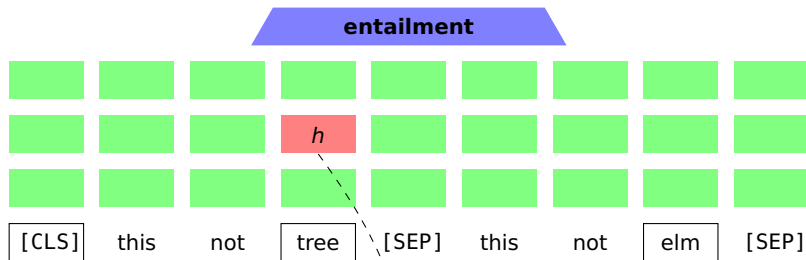 entailment
h
[CLS] this not tree [SEP] this not elm [SEP]